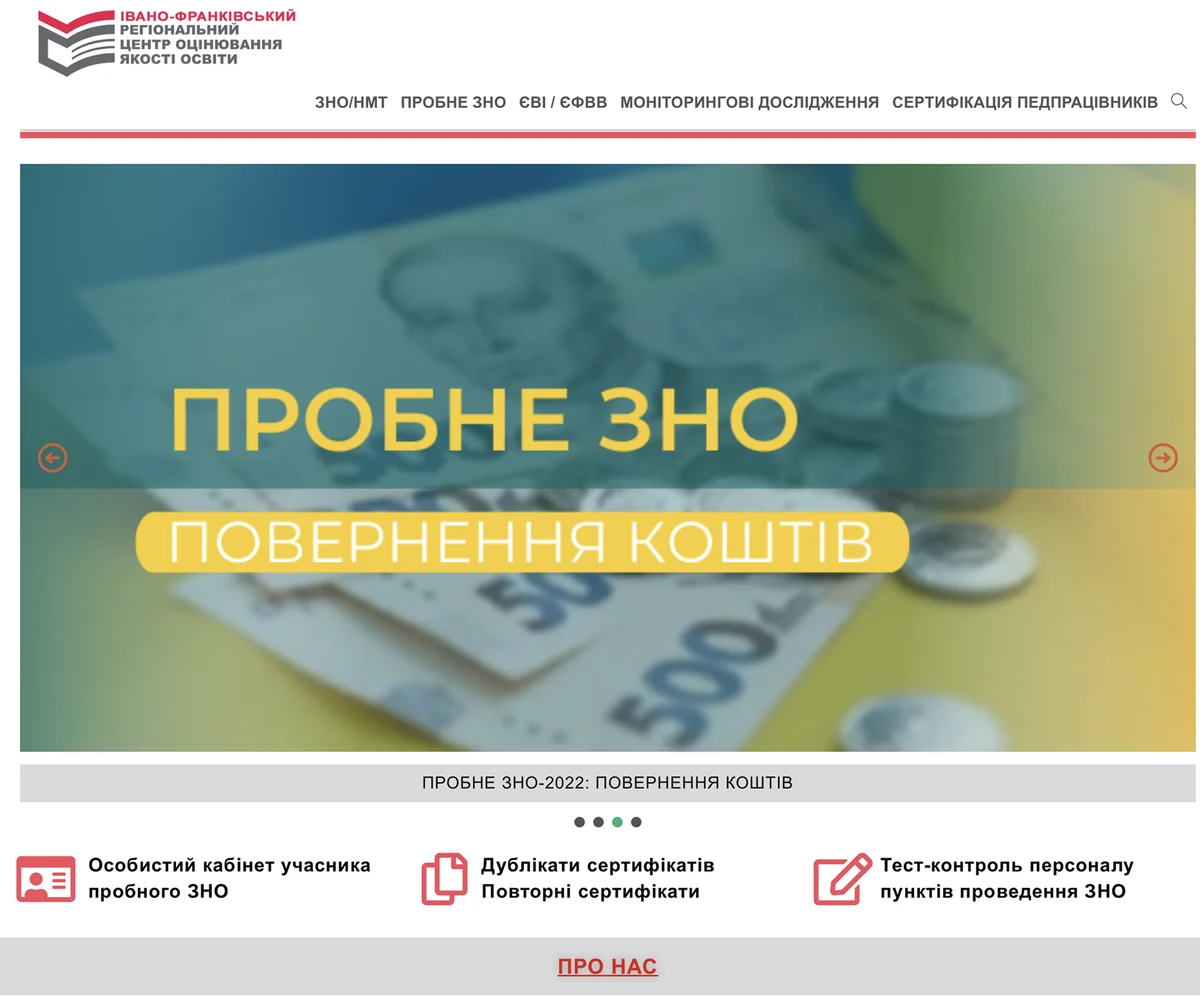 ІВАНО-ФРАНКІВСЬКИЙ
РЕГІОНАЛЬНИЙ
ЦЕНТР ОЦІНЮВАННЯ
ЯКОСТІ ОСВІТИ
ЗНО/НМТ ПРОБНЕ ЗНО ЄВІ / ЄФВВ МОНІТОРИНГОВІ ДОСЛІДЖЕННЯ СЕРТИФІКАЦІЯ ПЕДПРАЦІВНИКІВ
ПРОБНЕ ЗНО
ПОВЕРНЕННЯ КОШТІВ
500
500
ПРОБНЕ ЗНО-2022: ПОВЕРНЕННЯ КОШТІВ
Особистий кабінет учасника
пробного ЗНО
Дублікати сертифікатів
Повторні сертифікати
Тест-контроль персоналу
пунктів проведення ЗНО
ПРО НАС